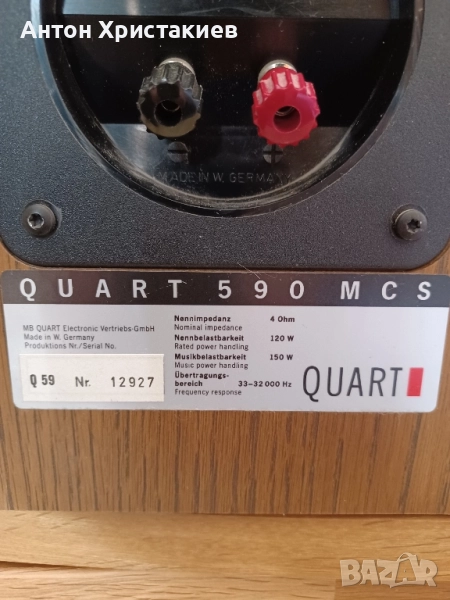 Антон Христакиев
MADE IN W. GERMANY
QUART 590 MCS
MB QUART Electronic Vertriebs-GmbH
Made in W. Germany
Produktions Nr./Serial No.
Q 59 Nr. 12927
Nennimpedanz 4 Ohm
Nominal impedance
Nennbelastbarkeit 120 W
Rated power handling
Musikbelastbarkeit 150 W
Music power handling
Übertragungs-
bereich 33–32 000 Hz
Frequency response
QUART
BAZAR